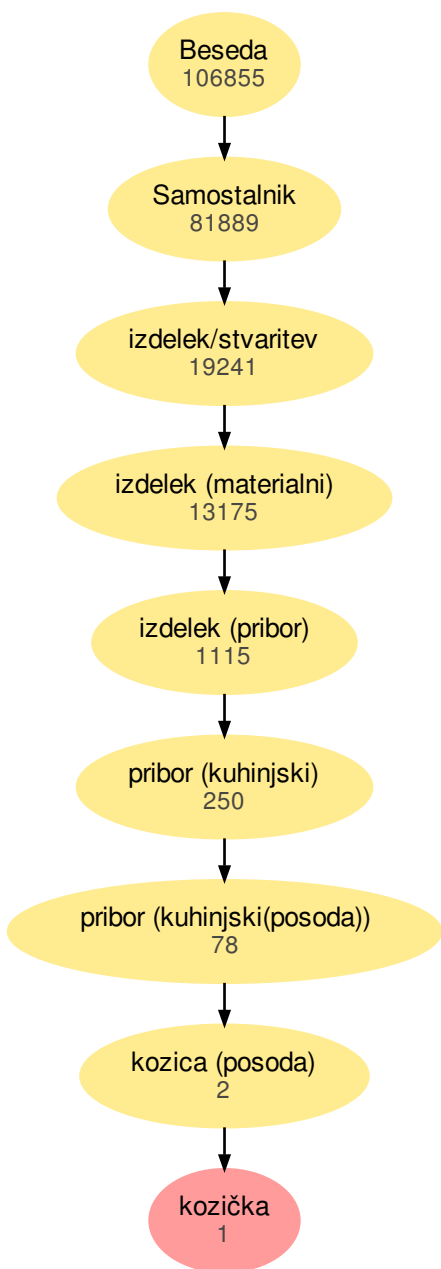 Beseda
106855
Samostalnik
81889
izdelek/stvaritev
19241
izdelek (materialni)
13175
izdelek (pribor)
1115
pribor (kuhinjski)
250
pribor (kuhinjski(posoda))
78
kozica (posoda)
2
kozička
1